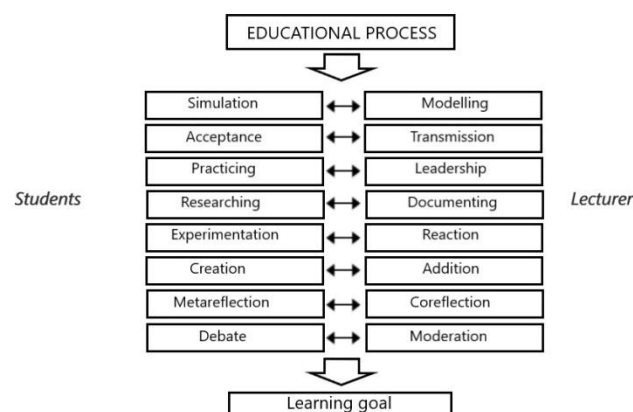 EDUCATIONAL PROCESS
Simulation Modelling
Acceptance Transmission
Practicing Leadership
Students Researching Documenting Lecturer
Experimentation Reaction
Creation Addition
Metareflection Coreflection
Debate Moderation
Learning goal